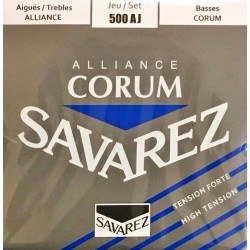 Aiguës / Trebles
ALLIANCE
Jeu / Set
500 AJ
Basses
CORUM
ALLIANCE
CORUM
SAVAREZ
TENSION FORTE
HIGH TENSION
SAVAREZ